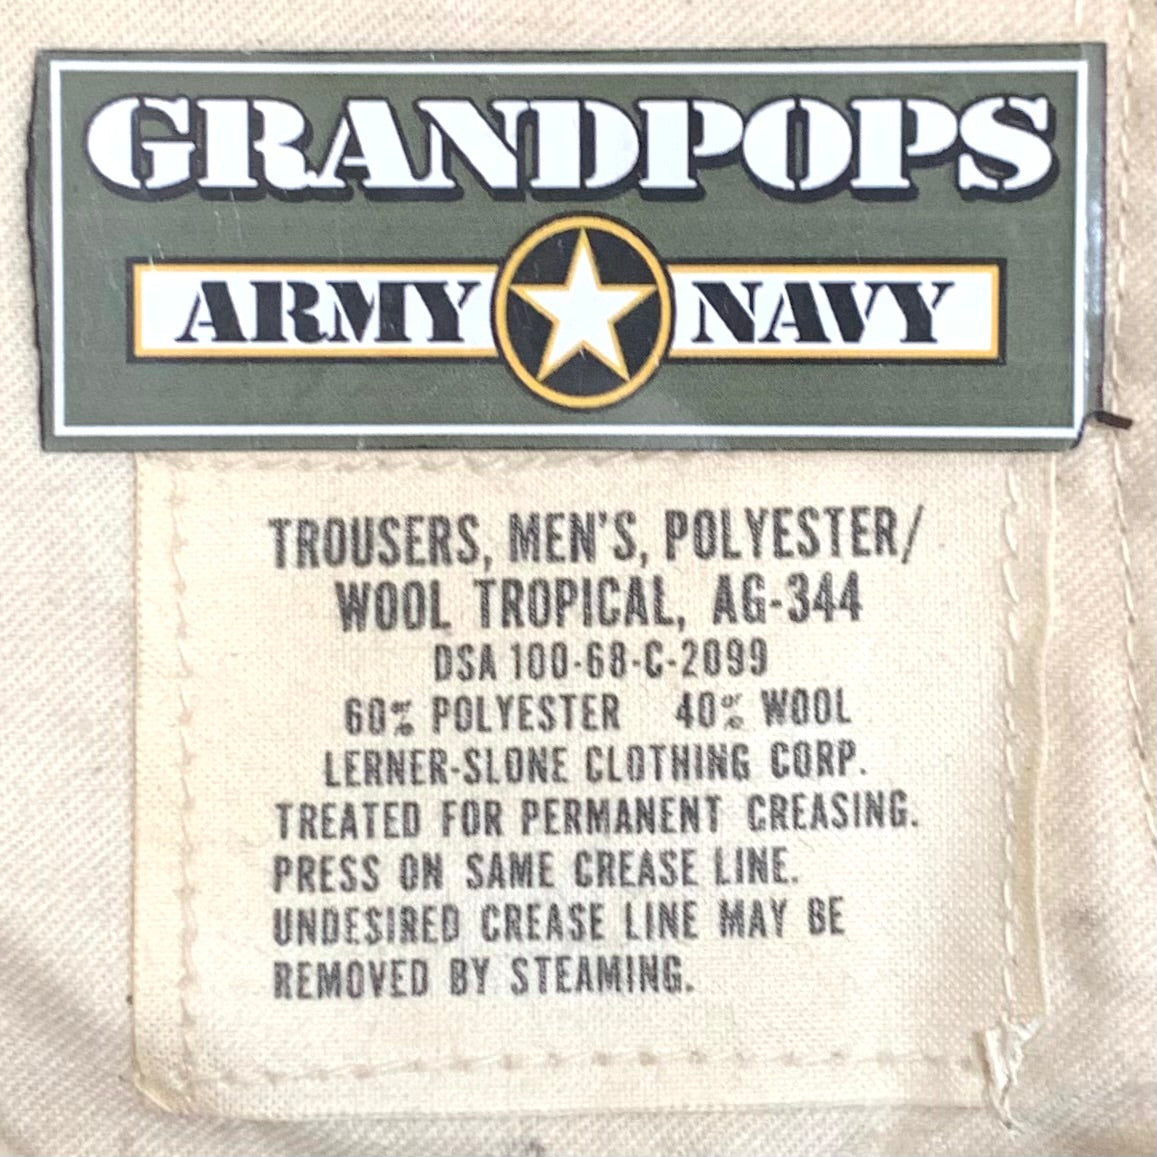 GRANDPOPS
ARMY NAVY
TROUSERS, MEN'S, POLYESTER/
WOOL TROPICAL, AG-344
DSA 100-68-C-2099
60% POLYESTER 40% WOOL
LERNER-SLONE CLOTHING CORP.
TREATED FOR PERMANENT CREASING.
PRESS ON SAME CREASE LINE.
UNDESIRED CREASE LINE MAY BE
REMOVED BY STEAMING.